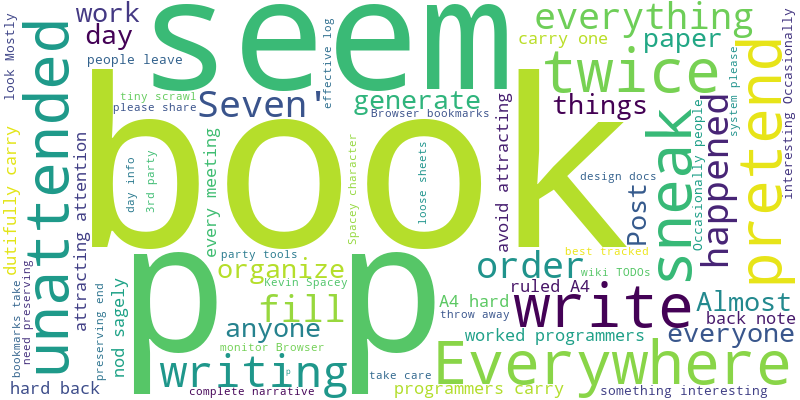 look Mostly
work
day
people leave
tiny scrawl
please share
Seven'
seem
effective log
generate
Browser bookmarks
everything
carry one
paper
twice
things
pretend
system please
interesting Occasionally
unattended
dutifully carry
attracting attention
book
every meeting
day info
3rd party
Spacey character
loose sheets
avoid attracting
design docs
Post
sneak
Occasionally people
happened
bookmarks take
need preserving
preserving end
nod sagely
p p
party tools
organize
Kevin Spacey
fill
anyone
monitor Browser
writing
p
complete narrative
hard back
order
best tracked
wiki TODOs
ruled A4
A4 hard
throw away
write
Almost
back note
worked programmers
everyone
Everywhere
take care
programmers carry
something interesting